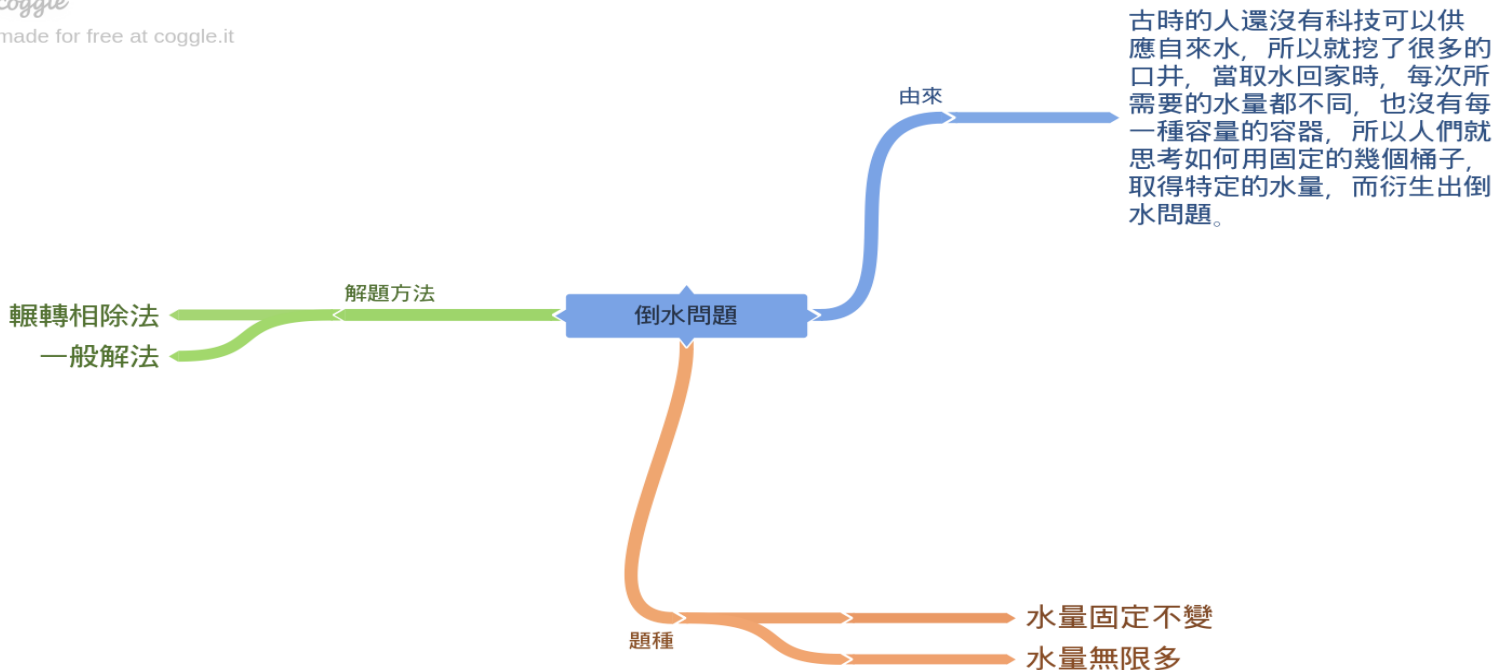 coggle
made for free at coggle.it
古時的人還沒有科技可以供
應自來水，所以就挖了很多的
口井，當取水回家時，每次所
需要的水量都不同，也沒有每
一種容量的容器，所以人們就
思考如何用固定的幾個桶子，
取得特定的水量，而衍生出倒
水問題。
由來
解題方法
輾轉相除法
一般解法
倒水問題
題種
水量固定不變
水量無限多